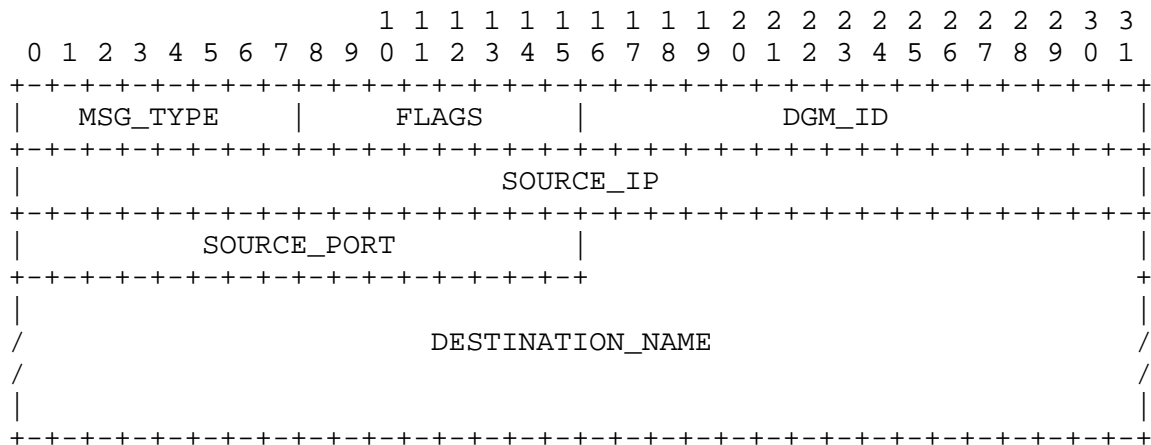 1 1 1 1 1 1 1 1 1 1 2 2 2 2 2 2 2 2 2 2 3 3
0 1 2 3 4 5 6 7 8 9 0 1 2 3 4 5 6 7 8 9 0 1 2 3 4 5 6 7 8 9 0 1
+-+-+-+-+-+-+-+-+-+-+-+-+-+-+-+-+-+-+-+-+-+-+-+-+-+-+-+-+-+-+-+-+
|   MSG_TYPE    |     FLAGS     |           DGM_ID              |
+-+-+-+-+-+-+-+-+-+-+-+-+-+-+-+-+-+-+-+-+-+-+-+-+-+-+-+-+-+-+-+-+
|                           SOURCE_IP                           |
+-+-+-+-+-+-+-+-+-+-+-+-+-+-+-+-+-+-+-+-+-+-+-+-+-+-+-+-+-+-+-+-+
|          SOURCE_PORT          |                               |
+-+-+-+-+-+-+-+-+-+-+-+-+-+-+-+-+                               +
|                                                               |
/                       DESTINATION_NAME                        /
/                                                               /
|                                                               |
+-+-+-+-+-+-+-+-+-+-+-+-+-+-+-+-+-+-+-+-+-+-+-+-+-+-+-+-+-+-+-+-+